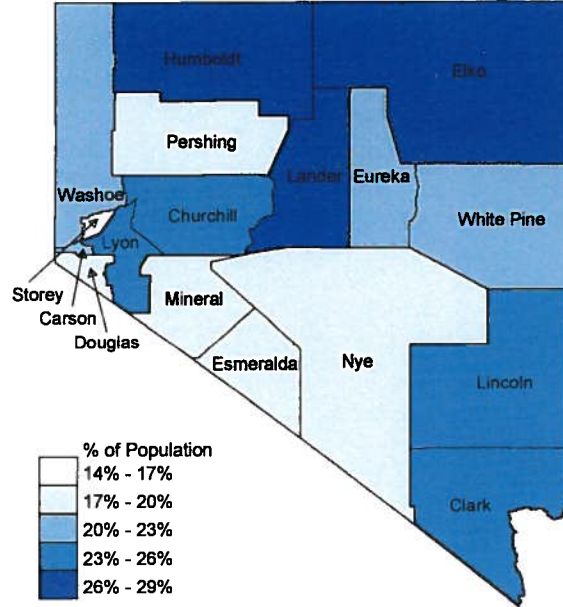 Humboldt
Elko
Pershing
Lander
Eureka
Washoe
Churchill
White Pine
Lyon
Storey
Carson
Douglas
Mineral
Esmeralda
Nye
Lincoln
Clark
% of Population
14% - 17%
17% - 20%
20% - 23%
23% - 26%
26% - 29%